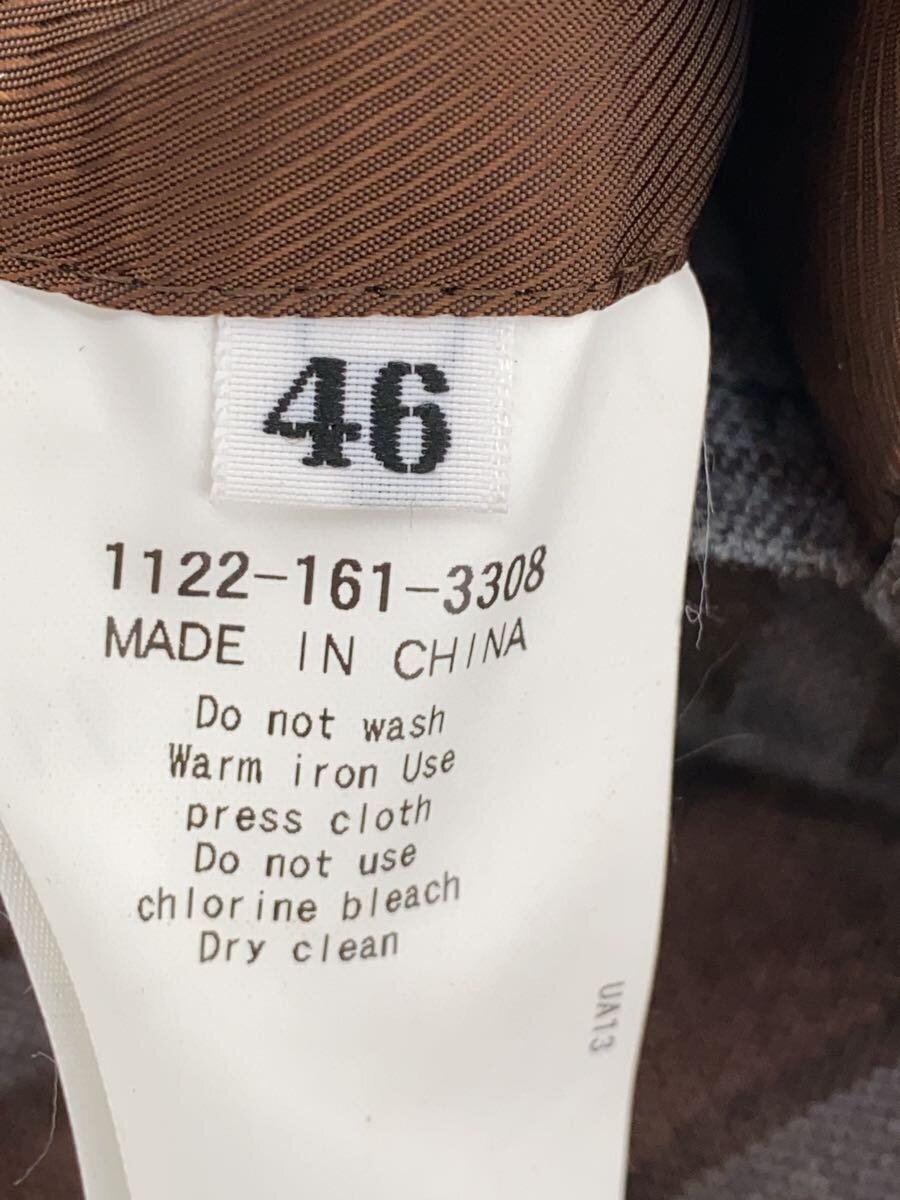 46
1122-161-3308
MADE IN CHINA
Do not wash
Warm iron Use
press cloth
Do not use
chlorine bleach
Dry clean
UA13